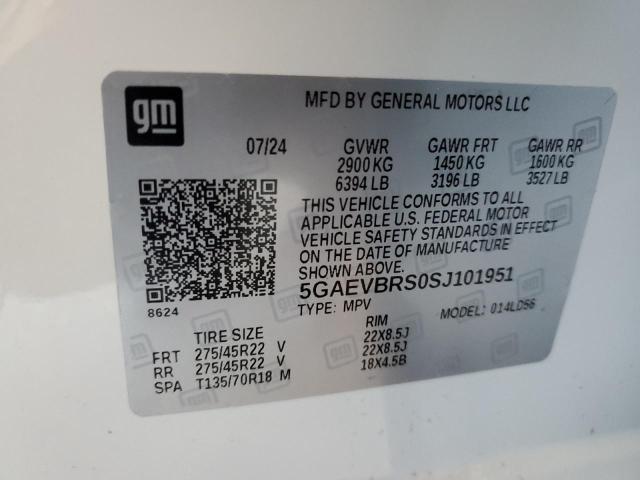 gm
MFD BY GENERAL MOTORS LLC
07/24 GVWR GAWR FRT GAWR RR
2900 KG 1450 KG 1600 KG
6394 LB 3196 LB 3527 LB
THIS VEHICLE CONFORMS TO ALL
APPLICABLE U.S. FEDERAL MOTOR
VEHICLE SAFETY STANDARDS IN EFFECT
ON THE DATE OF MANUFACTURE
SHOWN ABOVE.
5GAEVBRS0SJ101951
8624
TYPE: MPV MODEL: 014LD56
TIRE SIZE RIM
FRT 275/45R22 V 22X8.5J
RR 275/45R22 V 22X8.5J
SPA T135/70R18 M 18X4.5B